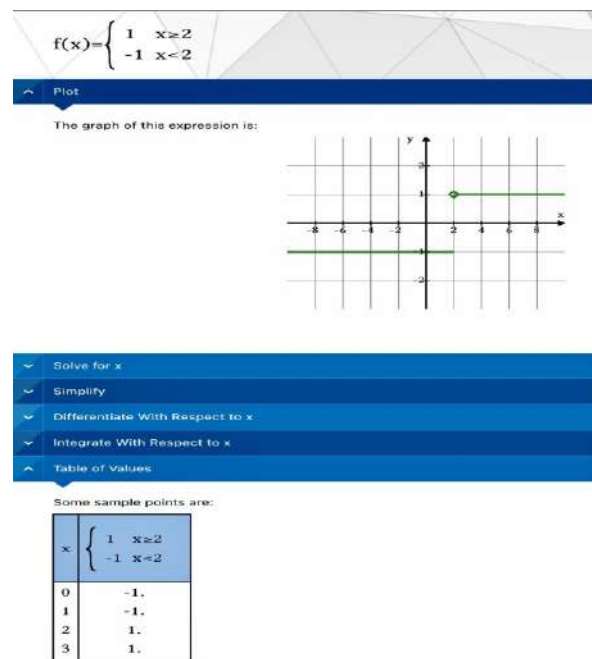 f(x)={ 1 x≥2
-1 x<2
Plot
The graph of this expression is:
y
2
1
x
-8 -6 -4 -2 2 4 6 8
-1
-2
Solve for x
Simplify
Differentiate With Respect to x
Integrate With Respect to x
Table of Values
Some sample points are:
x { 1 x≥2
-1 x<2
0 -1.
1 -1.
2 1.
3 1.